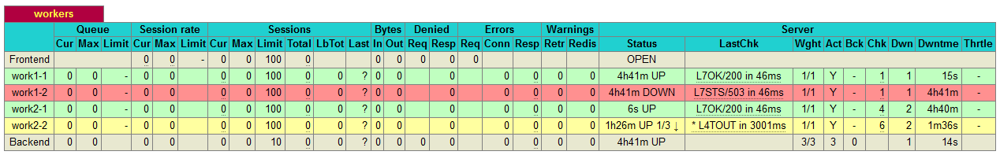 workers
Queue Session rate Sessions Bytes Denied Errors Warnings Server
Cur Max Limit Cur Max Limit Cur Max Limit Total LbTot Last In Out Req Resp Req Conn Resp Retr Redis Status LastChk Wght Act Bck Chk Dwn Dwntme Thrtle
Frontend 0 0 - 0 0 100 0 0 0 0 0 0 OPEN
work1-1 0 0 - 0 0 0 0 100 0 0 ? 0 0 0 0 0 0 0 4h41m UP L7OK/200 in 46ms 1/1 Y - 1 1 15s -
work1-2 0 0 - 0 0 0 0 100 0 0 ? 0 0 0 0 0 0 0 4h41m DOWN L7STS/503 in 46ms 1/1 Y - 1 1 4h41m -
work2-1 0 0 - 0 0 0 0 100 0 0 ? 0 0 0 0 0 0 0 6s UP L7OK/200 in 46ms 1/1 Y - 4 2 4h40m -
work2-2 0 0 - 0 0 0 0 100 0 0 ? 0 0 0 0 0 0 0 1h26m UP 1/3 ↓ * L4TOUT in 3001ms 1/1 Y - 6 2 1m36s -
Backend 0 0 0 0 0 0 10 0 0 ? 0 0 0 0 0 0 0 0 4h41m UP 3/3 3 0 1 14s